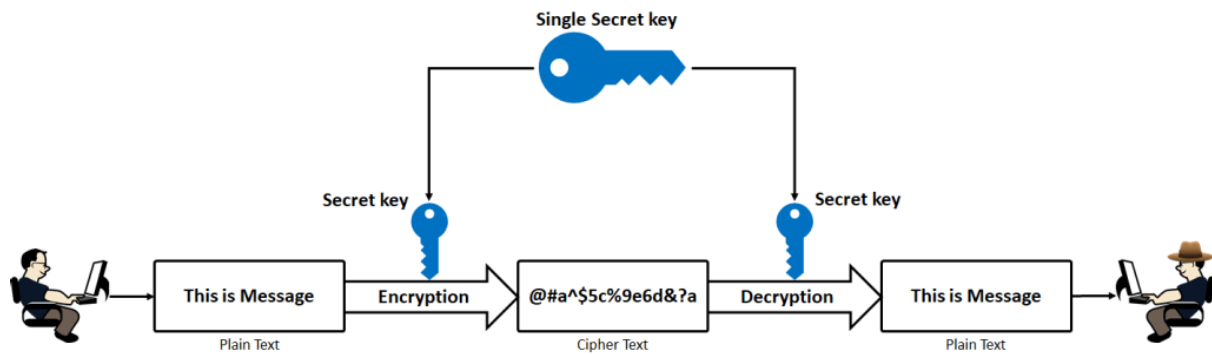 Single Secret key
Secret key
Secret key
This is Message
Encryption
@#a^$5c%9e6d&?a
Decryption
This is Message
Plain Text
Cipher Text
Plain Text